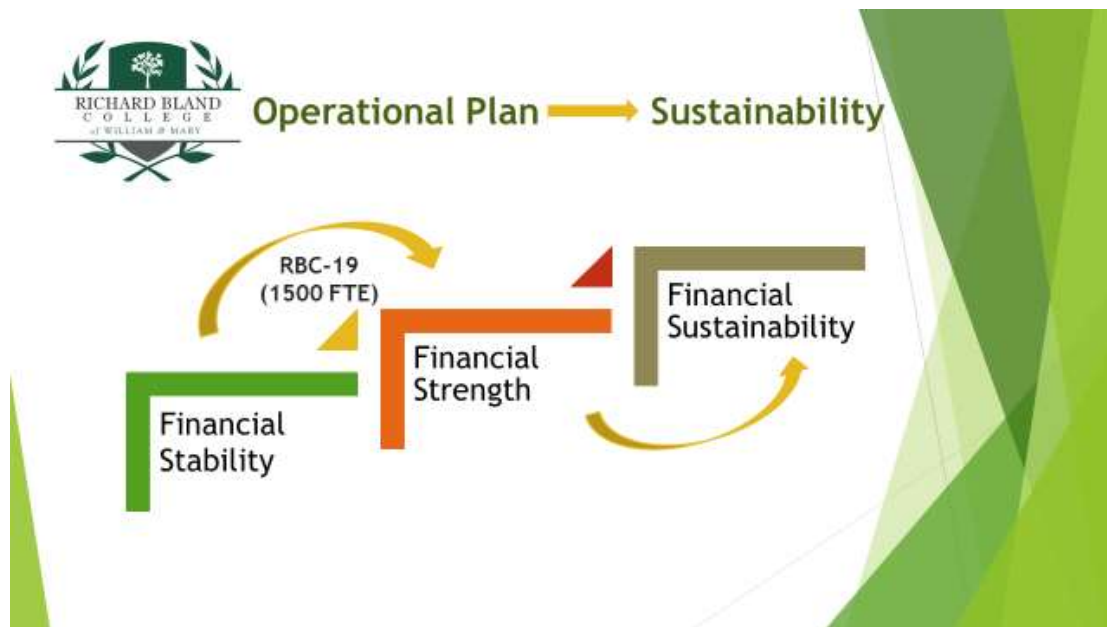 RICHARD BLAND
COLLEGE
of WILLIAM & MARY
Operational Plan Sustainability
RBC-19
(1500 FTE)
Financial
Sustainability
Financial
Strength
Financial
Stability